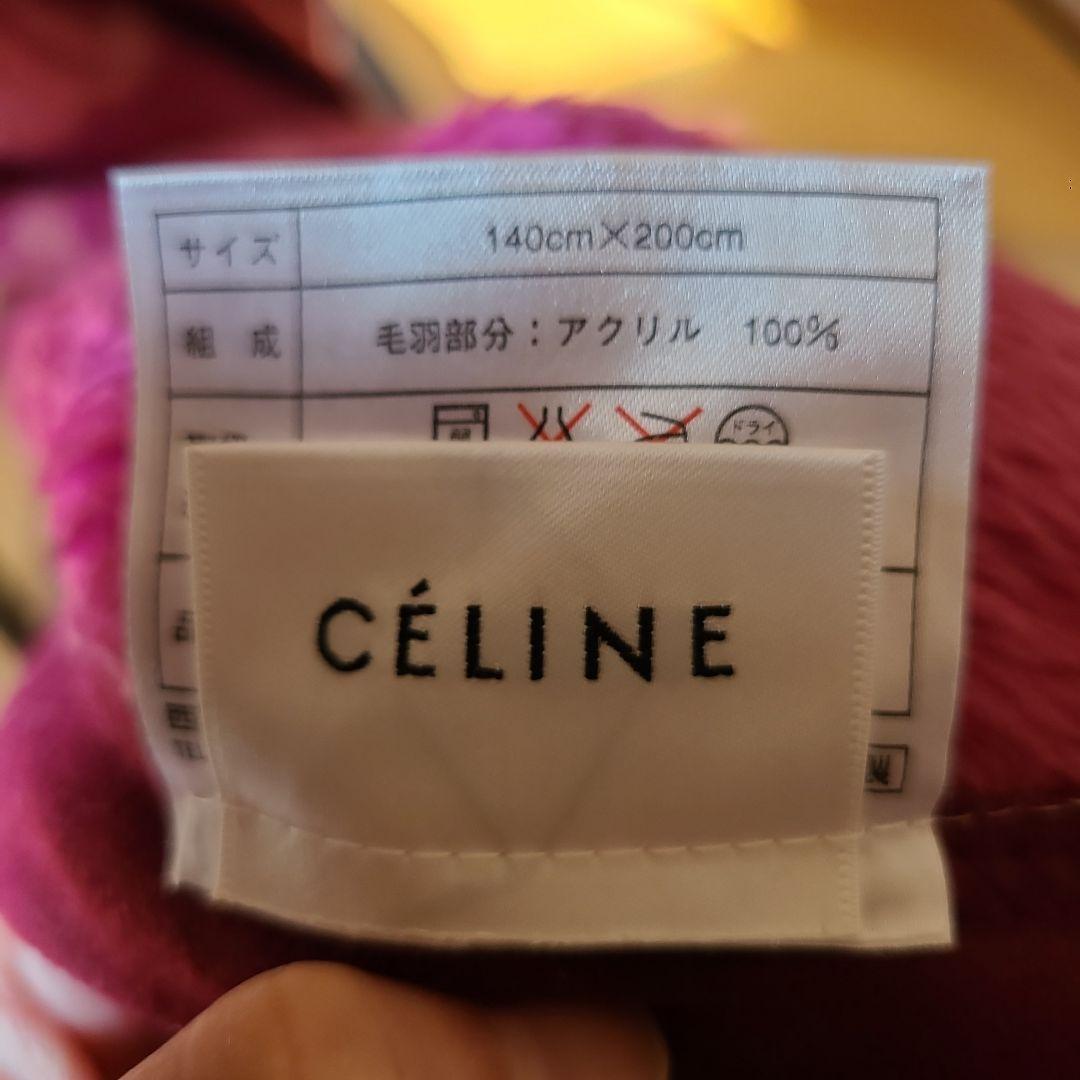 サイズ 140cm×200cm
組 成 毛羽部分：アクリル 100%
ドライ
CÉLINE
製